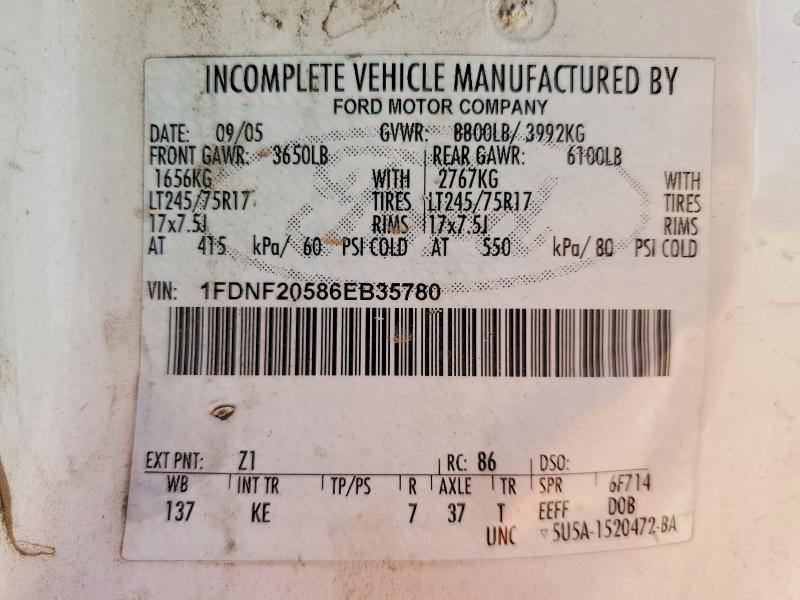 INCOMPLETE VEHICLE MANUFACTURED BY
FORD MOTOR COMPANY
DATE: 09/05 GVWR: 8800LB/ 3992KG
FRONT GAWR: 3650LB REAR GAWR: 6100LB
1656KG WITH 2767KG WITH
LT245/75R17 TIRES LT245/75R17 TIRES
17x7.5J RIMS 17x7.5J RIMS
AT 415 kPa/ 60 PSI COLD AT 550 kPa/ 80 PSI COLD
VIN: 1FDNF20586EB35780
EXT PNT: Z1 RC: 86 DSO:
WB INT TR TP/PS R AXLE TR SPR 6F714
137 KE 7 37 T EEFF DOB
UNC ▽5U5A-1520472-BA